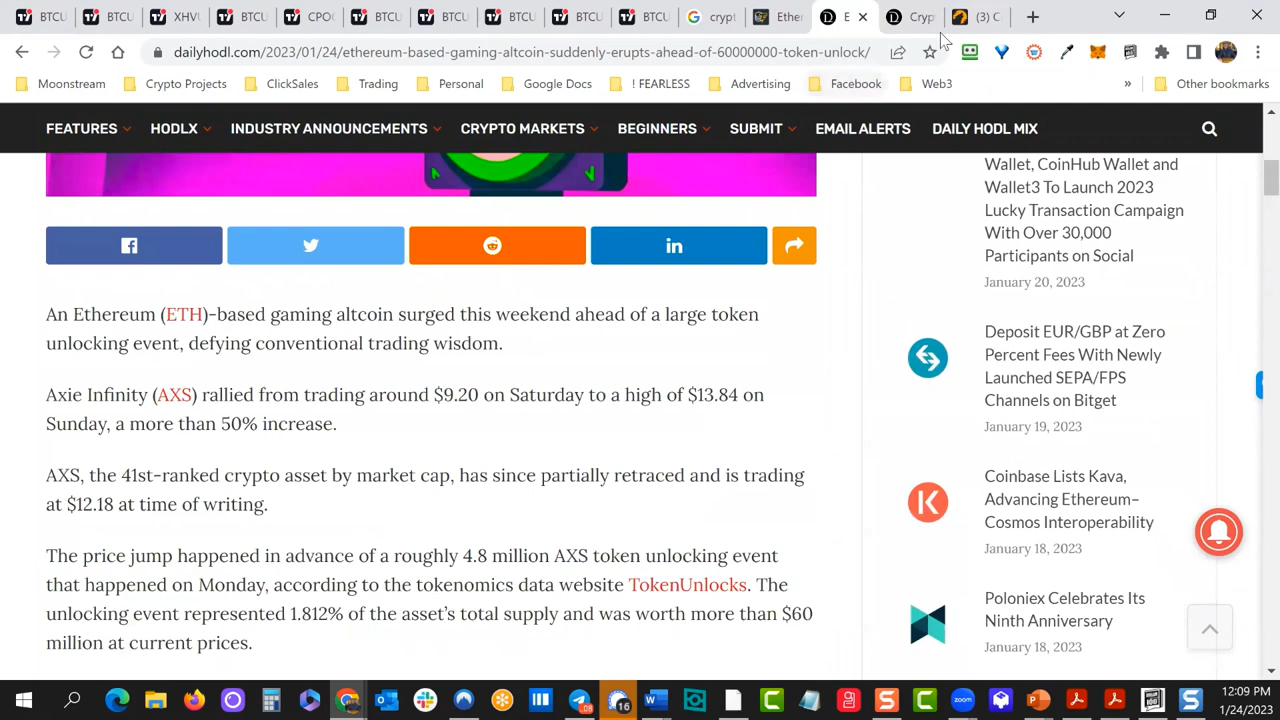 BTCU
BTCU
XHVU
BTCU
CPOC
BTCU
BTCU
BTCU
BTCU
BTCU
crypt
Ether
E
Cryp
(3) C
dailyhodl.com/2023/01/24/ethereum-based-gaming-altcoin-suddenly-erupts-ahead-of-60000000-token-unlock/
Moonstream Crypto Projects ClickSales Trading Personal Google Docs ! FEARLESS Advertising Facebook Web3 » Other bookmarks
FEATURES HODLX INDUSTRY ANNOUNCEMENTS CRYPTO MARKETS BEGINNERS SUBMIT EMAIL ALERTS DAILY HODL MIX
An Ethereum (ETH)-based gaming altcoin surged this weekend ahead of a large token
unlocking event, defying conventional trading wisdom.
Axie Infinity (AXS) rallied from trading around $9.20 on Saturday to a high of $13.84 on
Sunday, a more than 50% increase.
AXS, the 41st-ranked crypto asset by market cap, has since partially retraced and is trading
at $12.18 at time of writing.
The price jump happened in advance of a roughly 4.8 million AXS token unlocking event
that happened on Monday, according to the tokenomics data website TokenUnlocks. The
unlocking event represented 1.812% of the asset's total supply and was worth more than $60
million at current prices.
Wallet, CoinHub Wallet and
Wallet3 To Launch 2023
Lucky Transaction Campaign
With Over 30,000
Participants on Social
January 20, 2023
Deposit EUR/GBP at Zero
Percent Fees With Newly
Launched SEPA/FPS
Channels on Bitget
January 19, 2023
Coinbase Lists Kava,
Advancing Ethereum–
Cosmos Interoperability
January 18, 2023
Poloniex Celebrates Its
Ninth Anniversary
January 18, 2023
12:09 PM
1/24/2023